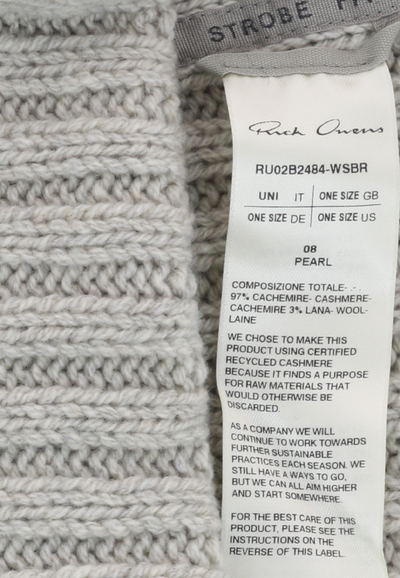 STROBE
Rick Owens
RU02B2484-WSBR
UNI IT ONE SIZE GB
ONE SIZE DE ONE SIZE US
08
PEARL
COMPOSIZIONE TOTALE- - -
97% CACHEMIRE- CASHMERE-
CACHEMIRE 3% LANA- WOOL-
LAINE
WE CHOSE TO MAKE THIS
PRODUCT USING CERTIFIED
RECYCLED CASHMERE
BECAUSE IT FINDS A PURPOSE
FOR RAW MATERIALS THAT
WOULD OTHERWISE BE
DISCARDED.
AS A COMPANY WE WILL
CONTINUE TO WORK TOWARDS
FURTHER SUSTAINABLE
PRACTICES EACH SEASON. WE
STILL HAVE A WAYS TO GO,
BUT WE CAN ALL AIM HIGHER
AND START SOMEWHERE.
FOR THE BEST CARE OF THIS
PRODUCT, PLEASE SEE THE
INSTRUCTIONS ON THE
REVERSE OF THIS LABEL.